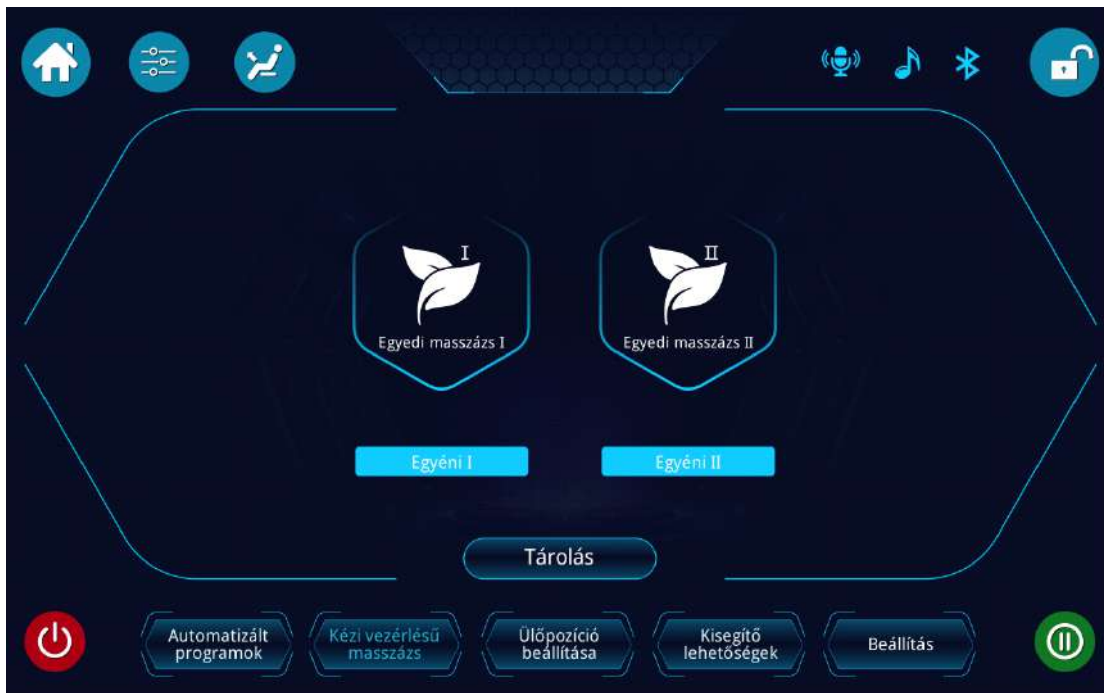 I
II
Egyedi masszázs I
Egyedi masszázs II
Egyéni I
Egyéni II
Tárolás
Automatizált
programok
Kézi vezérlésű
masszázs
Ülőpozíció
beállítása
Kisegítő
lehetőségek
Beállítás